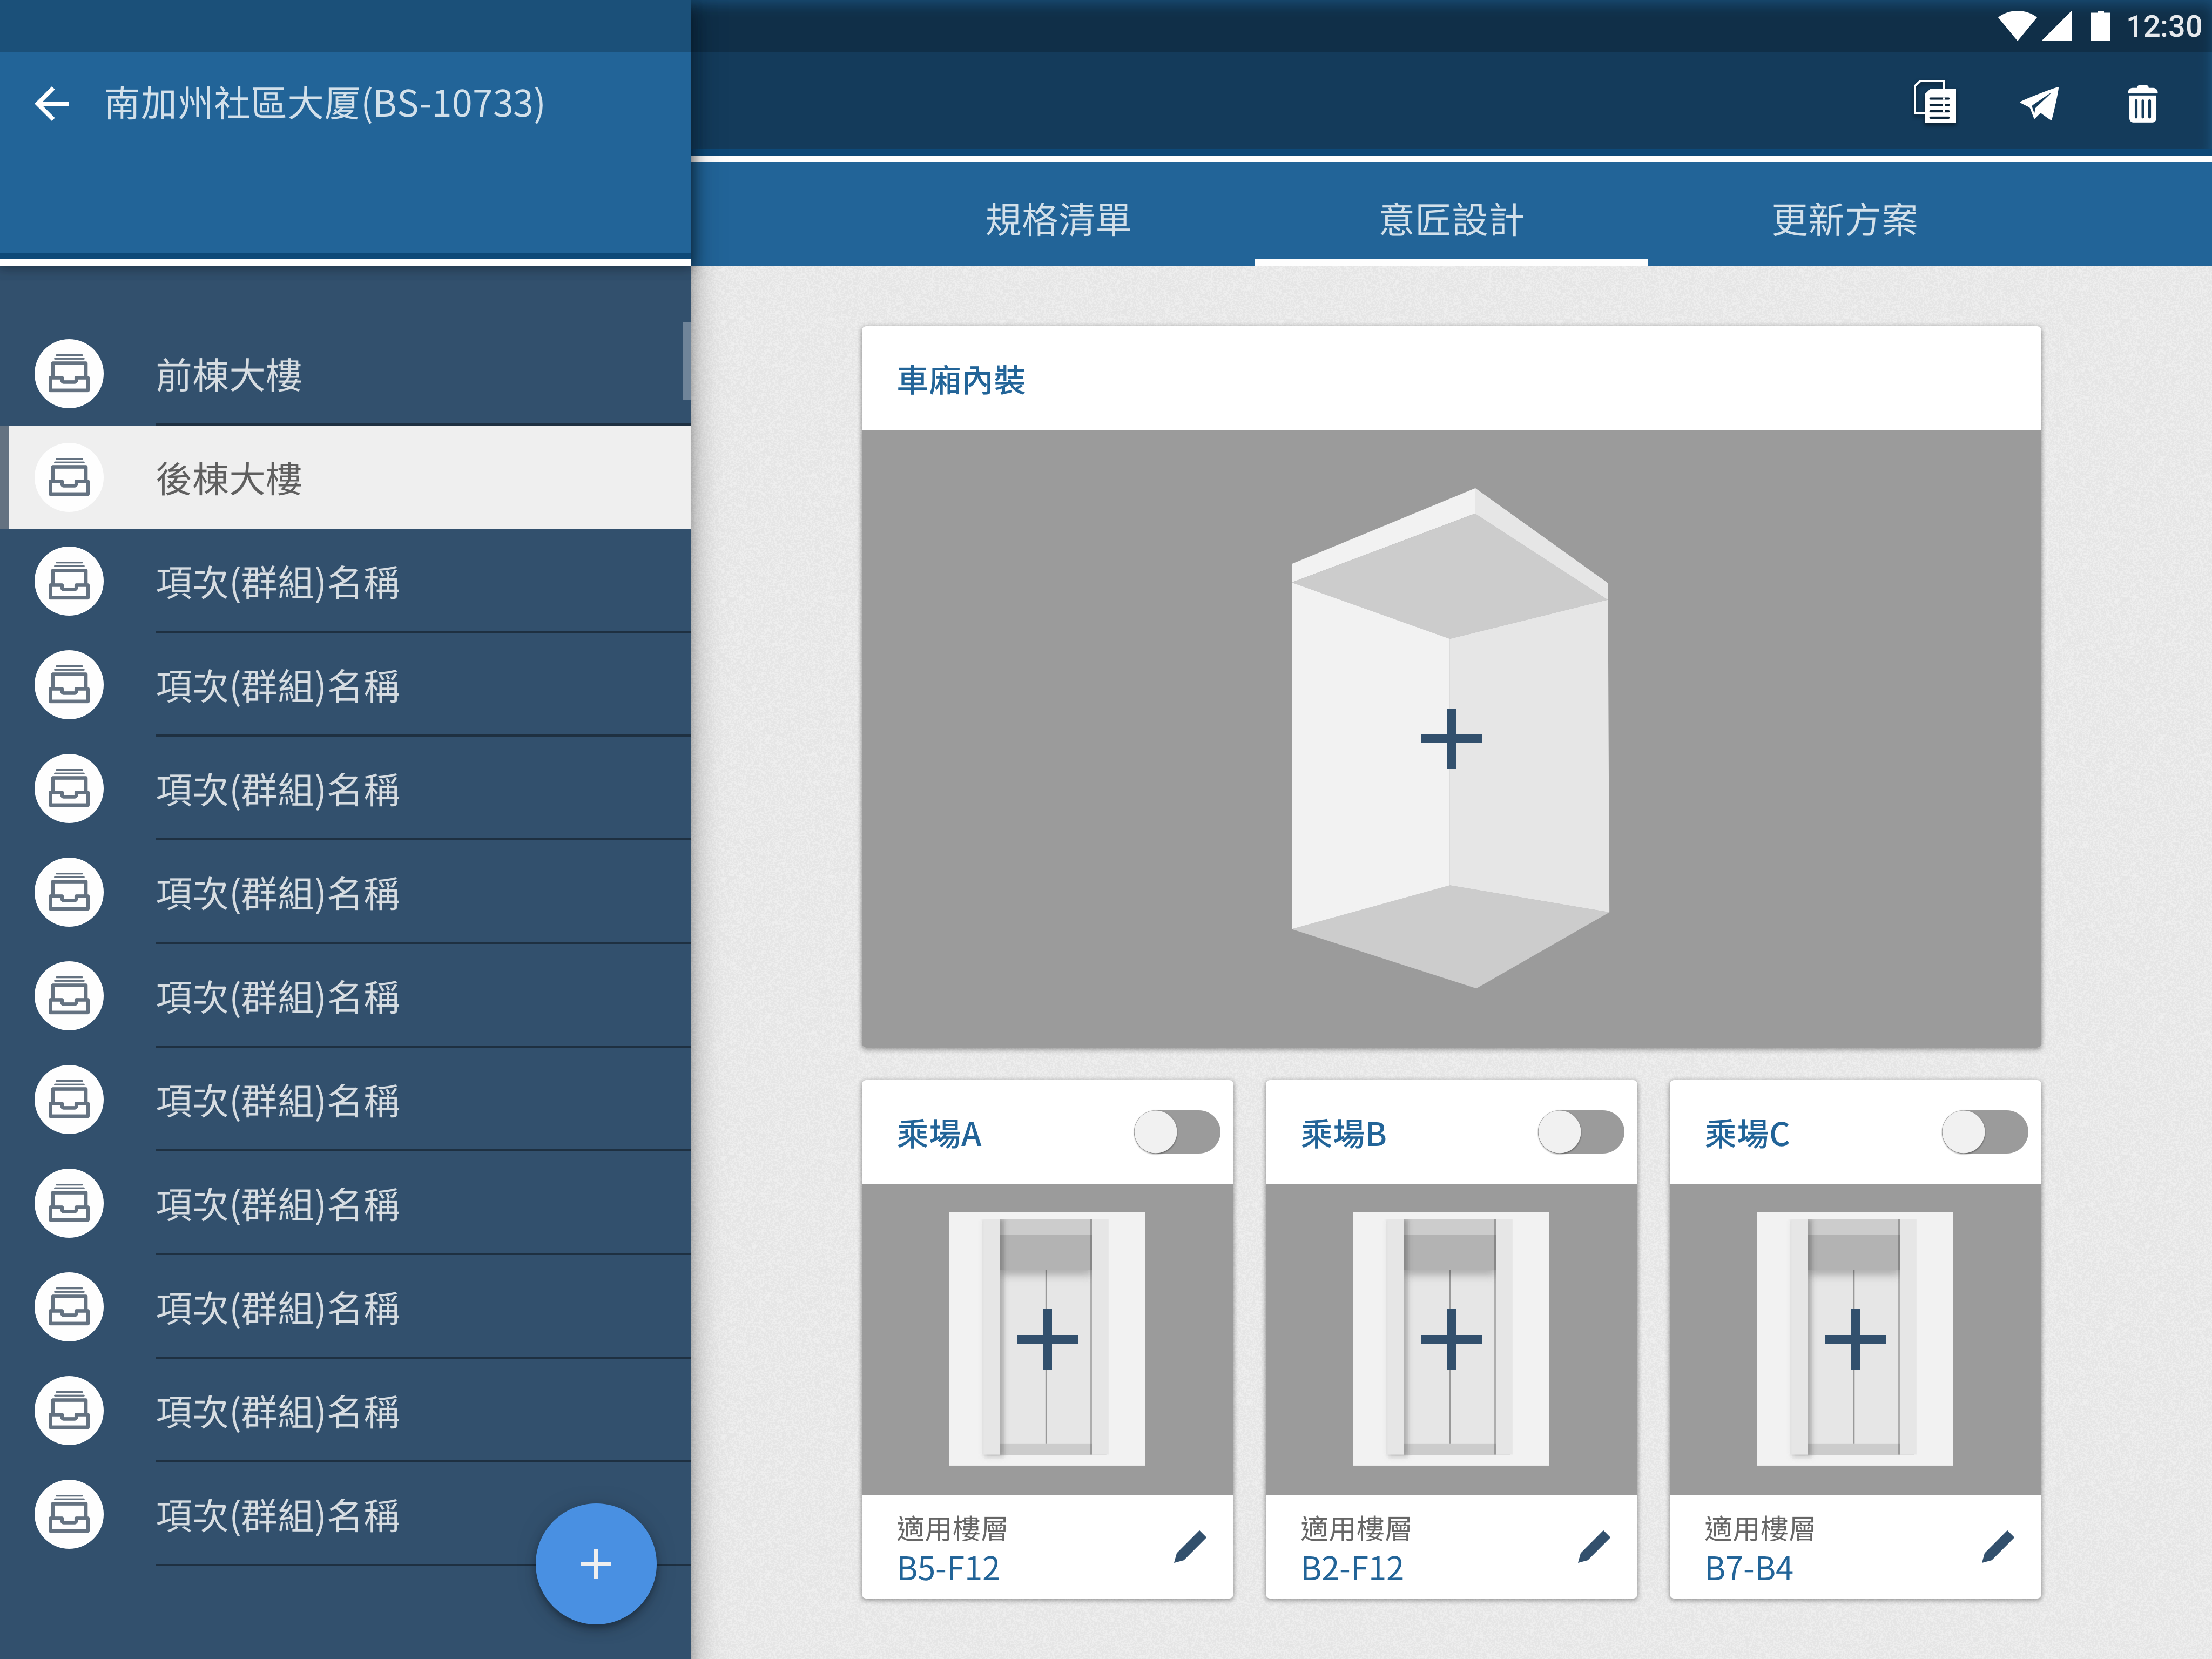 12:30
南加州社區大厦(BS-10733)
規格清單
意匠設計
更新方案
前棟大樓
後棟大樓
項次(群組)名稱
項次(群組)名稱
項次(群組)名稱
項次(群組)名稱
項次(群組)名稱
項次(群組)名稱
項次(群組)名稱
項次(群組)名稱
項次(群組)名稱
項次(群組)名稱
車廂內裝
乘場A
適用樓層
B5-F12
乘場B
適用樓層
B2-F12
乘場C
適用樓層
B7-B4